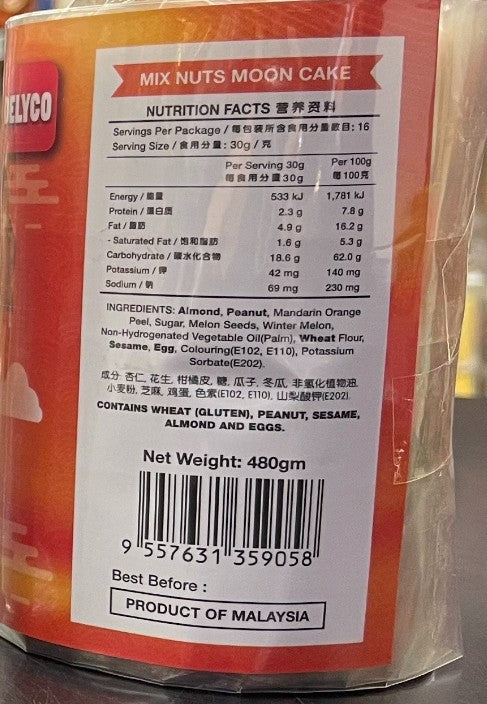 ELYCO
MIX NUTS MOON CAKE
NUTRITION FACTS 营养资料
Servings Per Package / 每包装所含食用分量数目: 16
Serving Size / 食用分量: 30g / 克
Per Serving 30g Per 100g
每食用分量30g 每100克
Energy / 能量 533 kJ 1,781 kJ
Protein / 蛋白质 2.3 g 7.8 g
Fat / 脂肪 4.9 g 16.2 g
- Saturated Fat / 饱和脂肪 1.6 g 5.3 g
Carbohydrate / 碳水化合物 18.6 g 62.0 g
Potassium / 钾 42 mg 140 mg
Sodium / 钠 69 mg 230 mg
INGREDIENTS: Almond, Peanut, Mandarin Orange
Peel, Sugar, Melon Seeds, Winter Melon,
Non-Hydrogenated Vegetable Oil(Palm), Wheat Flour,
Sesame, Egg, Colouring(E102, E110), Potassium
Sorbate(E202).
成分: 杏仁, 花生, 柑橘皮, 糖, 瓜子, 冬瓜, 非氢化植物油,
小麦粉, 芝麻, 鸡蛋, 色素(E102, E110), 山梨酸钾(E202).
CONTAINS WHEAT (GLUTEN), PEANUT, SESAME,
ALMOND AND EGGS.
Net Weight: 480gm
9 557631 359058
Best Before :
PRODUCT OF MALAYSIA